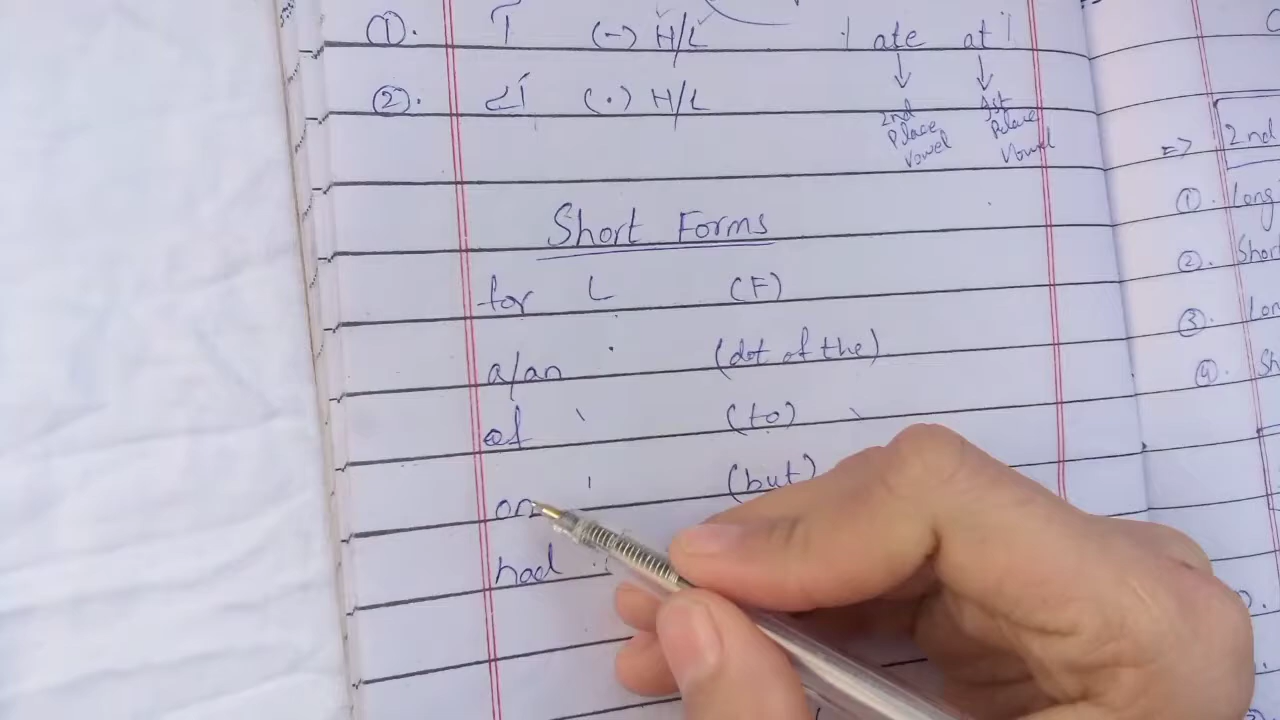 ①. (-) H/L ate at
②. (.) H/L
2nd Place Vowel 1st Place Vowel
Short Forms
for (F)
a/an (dot of the)
of (to)
on (but)
had
=> 2nd
①. Long
②. Shor
③. Lon
④. Sh